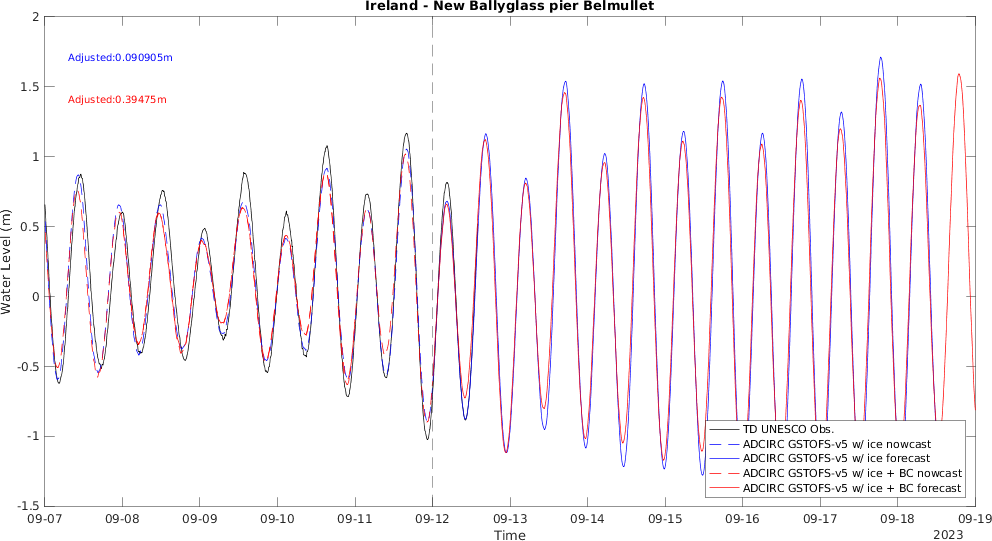 Ireland - New Ballyglass pier Belmullet
Adjusted:0.090905m
Adjusted:0.39475m
Water Level (m)
2
1.5
1
0.5
0
-0.5
-1
-1.5
TD UNESCO Obs.
ADCIRC GSTOFS-v5 w/ ice nowcast
ADCIRC GSTOFS-v5 w/ ice forecast
ADCIRC GSTOFS-v5 w/ ice + BC nowcast
ADCIRC GSTOFS-v5 w/ ice + BC forecast
09-07 09-08 09-09 09-10 09-11 09-12 09-13 09-14 09-15 09-16 09-17 09-18 09-19
Time
2023